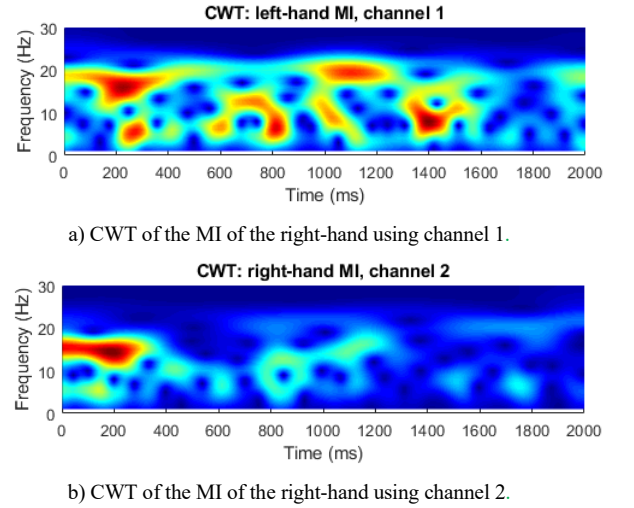 CWT: left-hand MI, channel 1
Frequency (Hz)
30
20
10
0
0 200 400 600 800 1000 1200 1400 1600 1800 2000
Time (ms)
a) CWT of the MI of the right-hand using channel 1.
CWT: right-hand MI, channel 2
Frequency (Hz)
30
20
10
0
0 200 400 600 800 1000 1200 1400 1600 1800 2000
Time (ms)
b) CWT of the MI of the right-hand using channel 2.